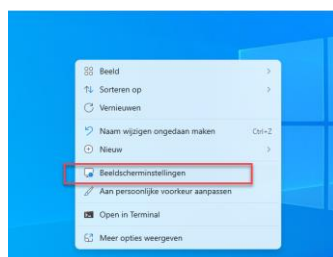 Beeld
Sorteren op
Vernieuwen
Naam wijzigen ongedaan maken Ctrl+Z
Nieuw
Beeldscherminstellingen
Aan persoonlijke voorkeur aanpassen
Open in Terminal
Meer opties weergeven